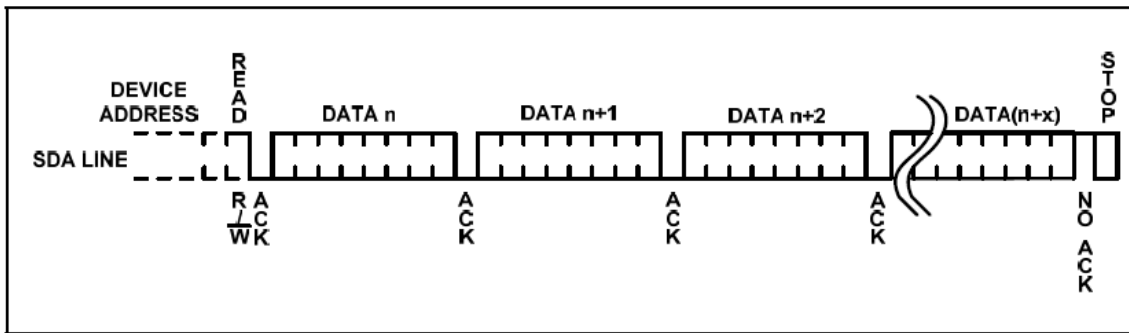 READ
STOP
DEVICE
ADDRESS
DATA n
DATA n+1
DATA n+2
DATA(n+x)
SDA LINE
R/W
ACK
ACK
ACK
ACK
NO ACK